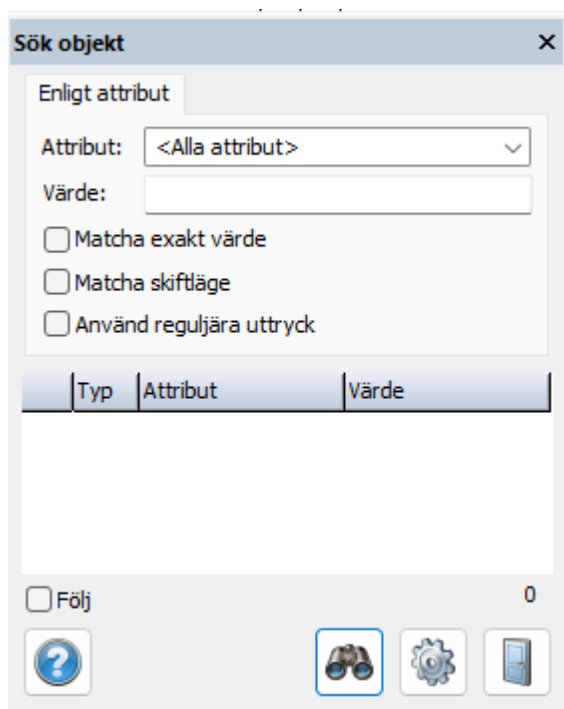 Sök objekt
Enligt attribut
Attribut: <Alla attribut>
Värde:
Matcha exakt värde
Matcha skiftläge
Använd reguljära uttryck
Typ Attribut Värde
Följ 0